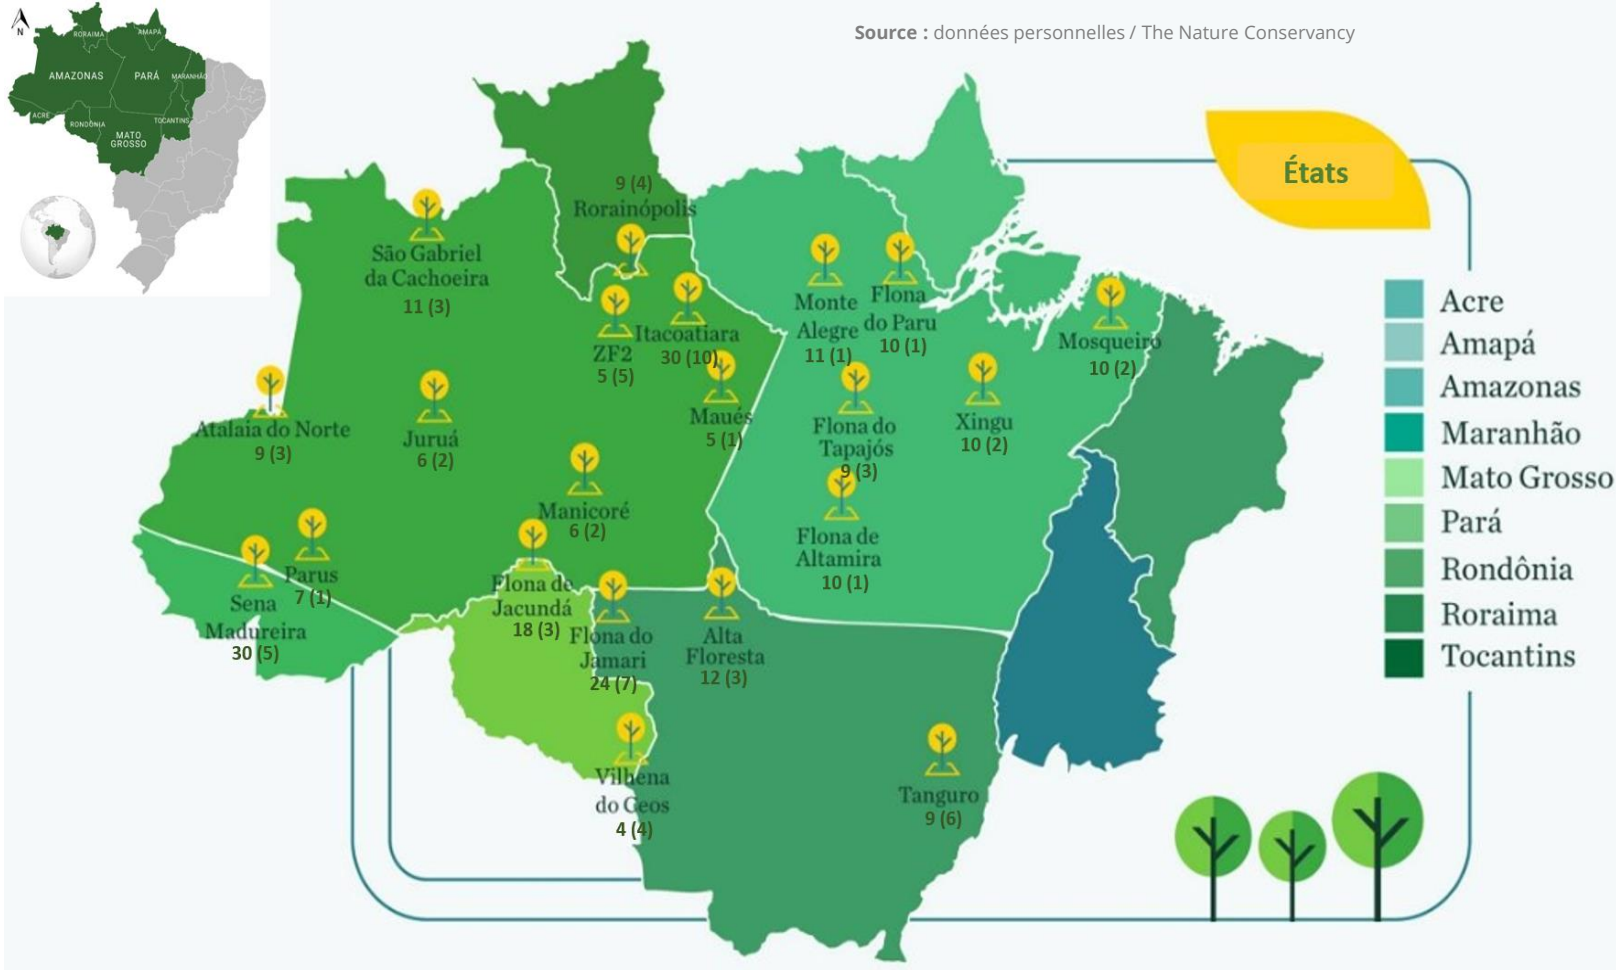 N
RORAIMA
AMAPÁ
AMAZONAS
PARÁ
MARANHÃO
ACRE
RONDÔNIA
TOCANTINS
MATO
GROSSO
Source : données personnelles / The Nature Conservancy
États
9 (4)
Rorainópolis
São Gabriel
da Cachoeira
11 (3)
ZF2
5 (5)
Itacoatiara
30 (10)
Maués
5 (1)
Monte
Alegre
11 (1)
Flona
do Paru
10 (1)
Mosqueiro
10 (2)
Atalaia do Norte
9 (3)
Juruá
6 (2)
Flona do
Tapajós
9 (3)
Xingu
10 (2)
Manicoré
6 (2)
Flona de
Altamira
10 (1)
Parus
7 (1)
Sena
Madureira
30 (5)
Flona de
Jacundá
18 (3)
Flona do
Jamari
24 (7)
Alta
Floresta
12 (3)
Vilhena
do Geos
4 (4)
Tanguro
9 (6)
Acre
Amapá
Amazonas
Maranhão
Mato Grosso
Pará
Rondônia
Roraima
Tocantins